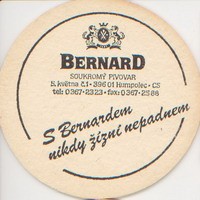 BERNARD
SOUKROMÝ PIVOVAR
5. května č.1 · 396 01 Humpolec · CS
tel: 0367-2323 · fax: 0367-2586
S Bernardem
nikdy žízní nepadnem